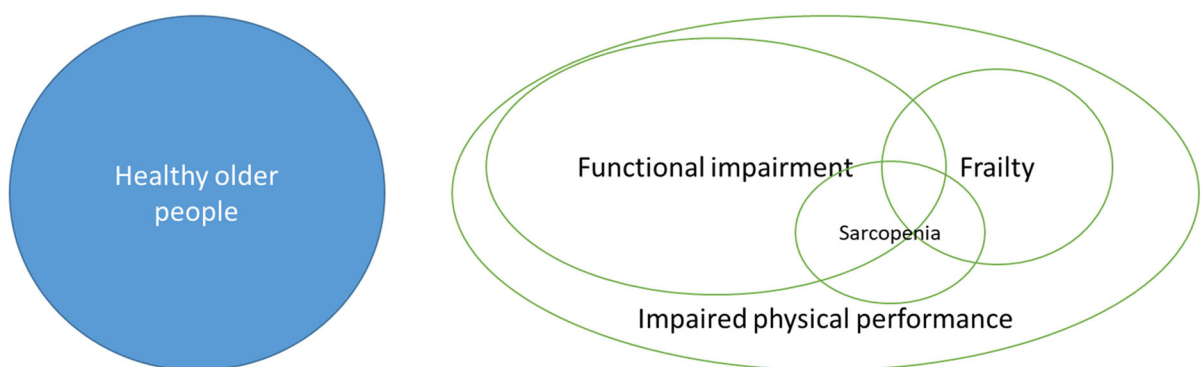 Healthy older
people
Functional impairment
Frailty
Sarcopenia
Impaired physical performance